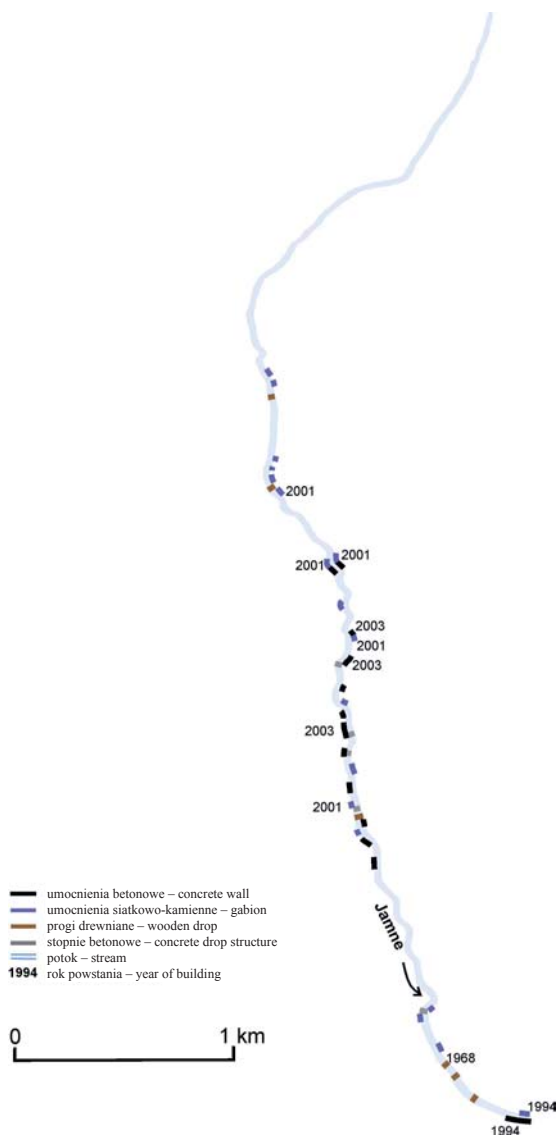 2001
2001
2001
2003
2001
2003
2003
2001
umocnienia betonowe – concrete wall
umocnienia siatkowo-kamienne – gabion
progi drewniane – wooden drop
stopnie betonowe – concrete drop structure
potok – stream
1994 rok powstania – year of building
Jamne
0 1 km
1968
1994
1994